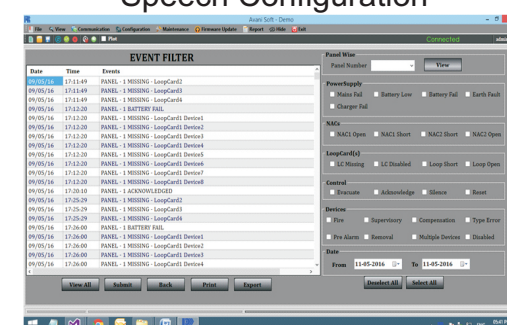 Speech Configuration
Avani Soft - Demo
File View Communication Configuration Maintenance Firmware Update Report Hide Exit
Plot Connected admin
EVENT FILTER
Date Time Events
09/05/16 17:11:49 PANEL - 1 MISSING - LoopCard2
09/05/16 17:11:49 PANEL - 1 MISSING - LoopCard3
09/05/16 17:11:49 PANEL - 1 MISSING - LoopCard4
09/05/16 17:12:20 PANEL - 1 BATTERY FAIL
09/05/16 17:12:20 PANEL - 1 MISSING - LoopCard1 Device1
09/05/16 17:12:20 PANEL - 1 MISSING - LoopCard1 Device2
09/05/16 17:12:20 PANEL - 1 MISSING - LoopCard1 Device3
09/05/16 17:12:20 PANEL - 1 MISSING - LoopCard1 Device4
09/05/16 17:12:20 PANEL - 1 MISSING - LoopCard1 Device5
09/05/16 17:12:20 PANEL - 1 MISSING - LoopCard1 Device6
09/05/16 17:12:20 PANEL - 1 MISSING - LoopCard1 Device7
09/05/16 17:12:20 PANEL - 1 MISSING - LoopCard1 Device8
09/05/16 17:20:10 PANEL - 1 ACKNOWLEDGED
09/05/16 17:25:29 PANEL - 1 MISSING - LoopCard2
09/05/16 17:25:29 PANEL - 1 MISSING - LoopCard3
09/05/16 17:25:29 PANEL - 1 MISSING - LoopCard4
09/05/16 17:26:00 PANEL - 1 BATTERY FAIL
09/05/16 17:26:00 PANEL - 1 MISSING - LoopCard1 Device1
09/05/16 17:26:00 PANEL - 1 MISSING - LoopCard1 Device2
09/05/16 17:26:00 PANEL - 1 MISSING - LoopCard1 Device3
09/05/16 17:26:00 PANEL - 1 MISSING - LoopCard1 Device4
View All Submit Back Print Export
Panel Wise
Panel Number View
PowerSupply
Mains Fail Battery Low Battery Fail Earth Fault
Charger Fail
NACs
NAC1 Open NAC1 Short NAC2 Short NAC2 Open
LoopCard(s)
LC Missing LC Disabled Loop Short Loop Open
Control
Evacuate Acknowledge Silence Reset
Devices
Fire Supervisory Compensation Type Error
Pre Alarm Removal Multiple Devices Disabled
Date
From 11-05-2016 To 11-05-2016
Deselect All Select All